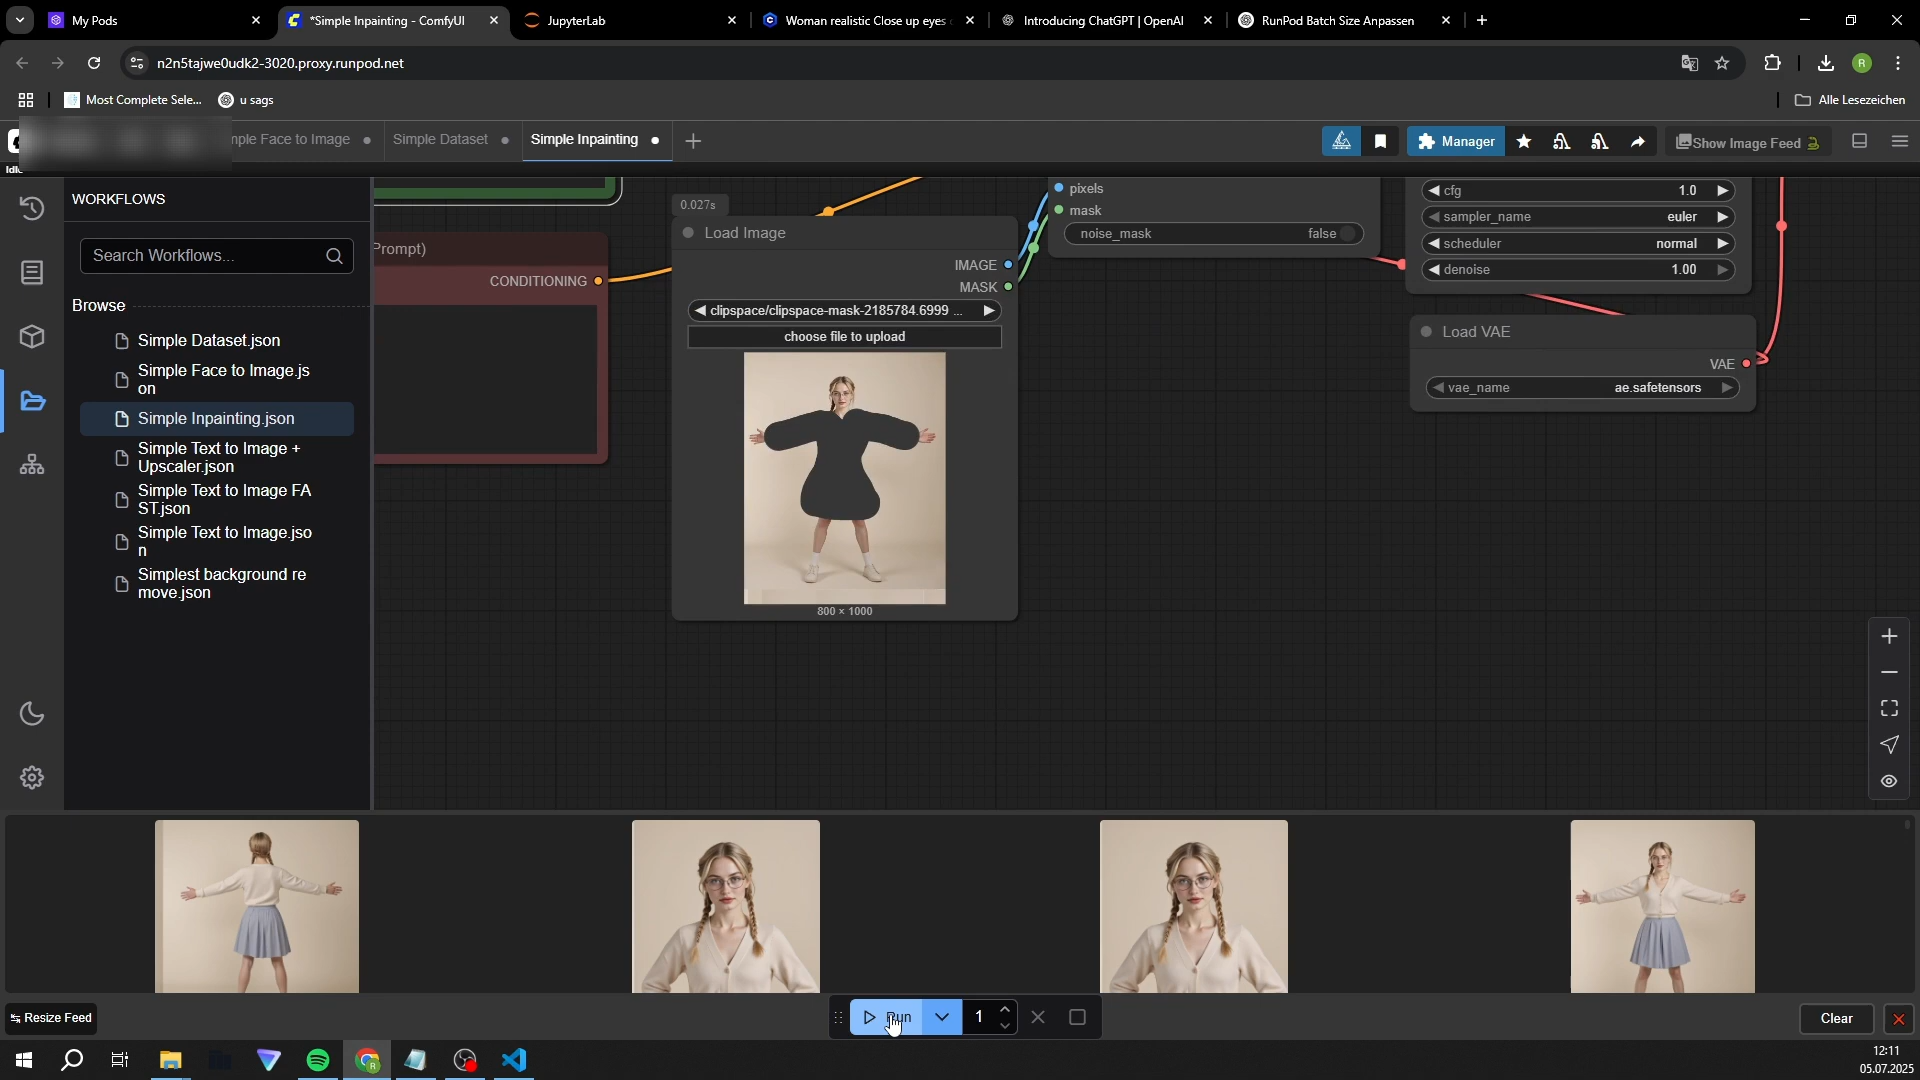 My Pods
*Simple Inpainting - ComfyUI
JupyterLab
Woman realistic Close up eyes
Introducing ChatGPT | OpenAI
RunPod Batch Size Anpassen
n2n5tajwe0udk2-3020.proxy.runpod.net
Most Complete Sele...
u sags
Alle Lesezeichen
mple Face to Image
Simple Dataset
Simple Inpainting
Manager
Show Image Feed
Idle
WORKFLOWS
Search Workflows...
Browse
Simple Dataset.json
Simple Face to Image.js
on
Simple Inpainting.json
Simple Text to Image +
Upscaler.json
Simple Text to Image FA
ST.json
Simple Text to Image.jso
n
Simplest background re
move.json
Prompt)
CONDITIONING
0.027s
Load Image
IMAGE
MASK
clipspace/clipspace-mask-2185784.6999 ...
choose file to upload
800 × 1000
pixels
mask
noise_mask false
cfg 1.0
sampler_name euler
scheduler normal
denoise 1.00
Load VAE
VAE
vae_name ae.safetensors
Resize Feed
Run
1
Clear
12:11
05.07.2025